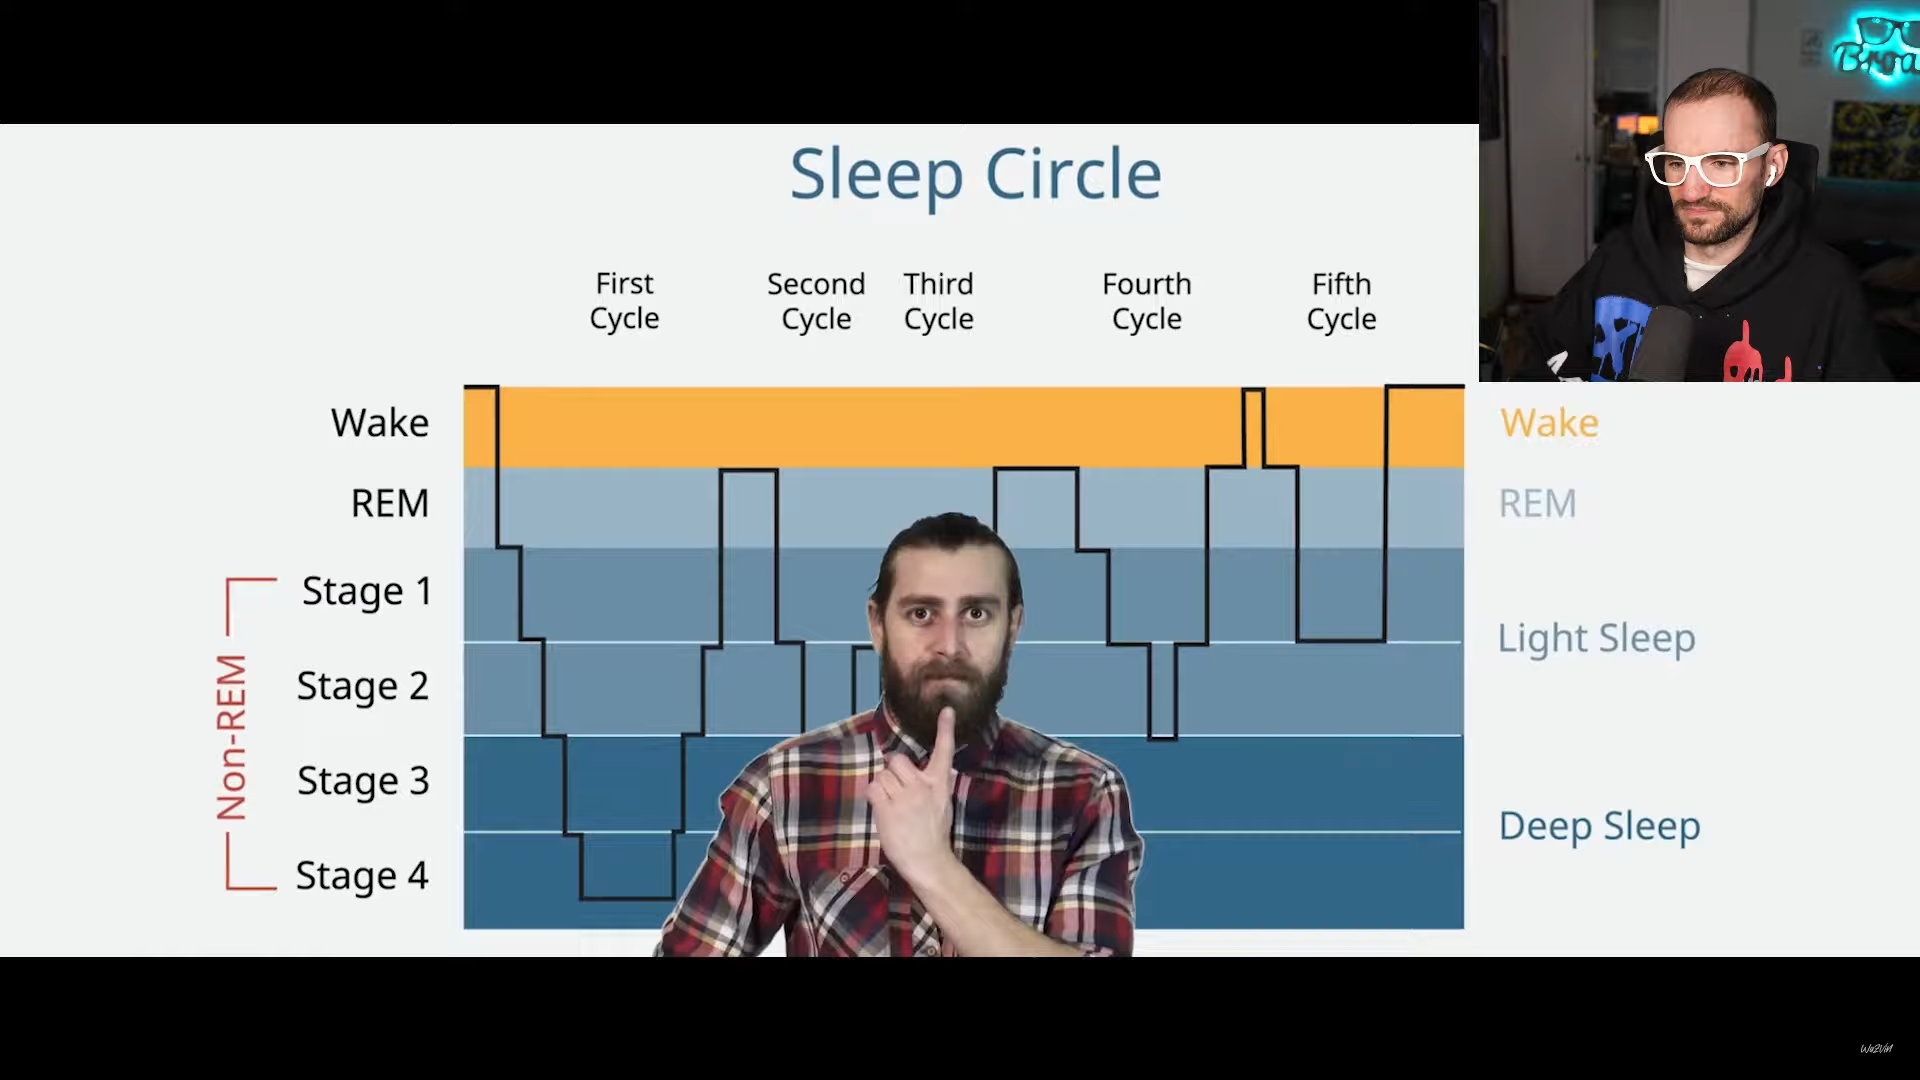 Sleep Circle
First
Cycle
Second
Cycle
Third
Cycle
Fourth
Cycle
Fifth
Cycle
Wake
REM
Stage 1
Stage 2
Stage 3
Stage 4
Non-REM
Wake
REM
Light Sleep
Deep Sleep